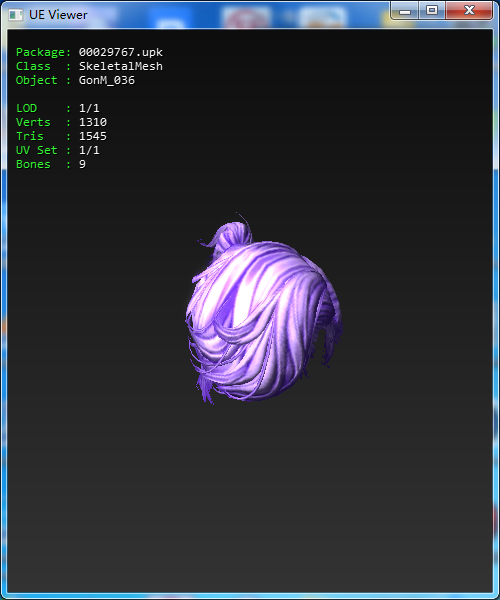 UE Viewer
Package: 00029767.upk
Class : SkeletalMesh
Object : GonM_036
LOD : 1/1
Verts : 1310
Tris : 1545
UV Set : 1/1
Bones : 9